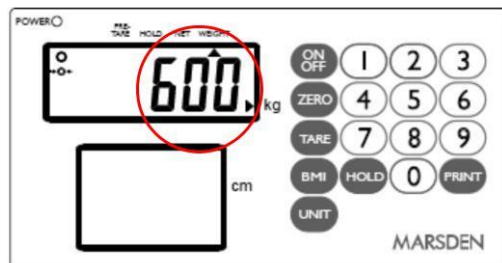 POWER
PRE-TARE HOLD NET WEIGHT
O
→0←
600 kg
cm
ON OFF 1 2 3
ZERO 4 5 6
TARE 7 8 9
BMI HOLD 0 PRINT
UNIT
MARSDEN